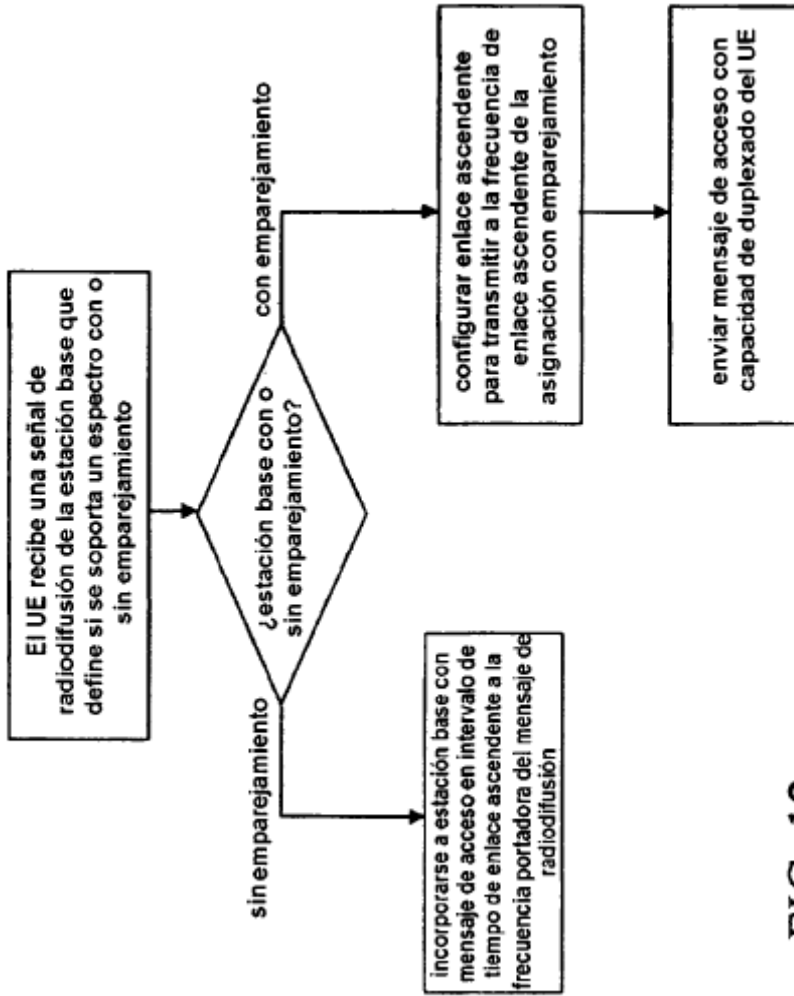 El UE recibe una señal de
radiodifusión de la estación base que
define si se soporta un espectro con o
sin emparejamiento
¿estación base con o
sin emparejamiento?
sin emparejamiento
con emparejamiento
incorporarse a estación base con
mensaje de acceso en intervalo de
tiempo de enlace ascendente a la
frecuencia portadora del mensaje de
radiodifusión
configurar enlace ascendente
para transmitir a la frecuencia de
enlace ascendente de la
asignación con emparejamiento
enviar mensaje de acceso con
capacidad de duplexado del UE
FIG.